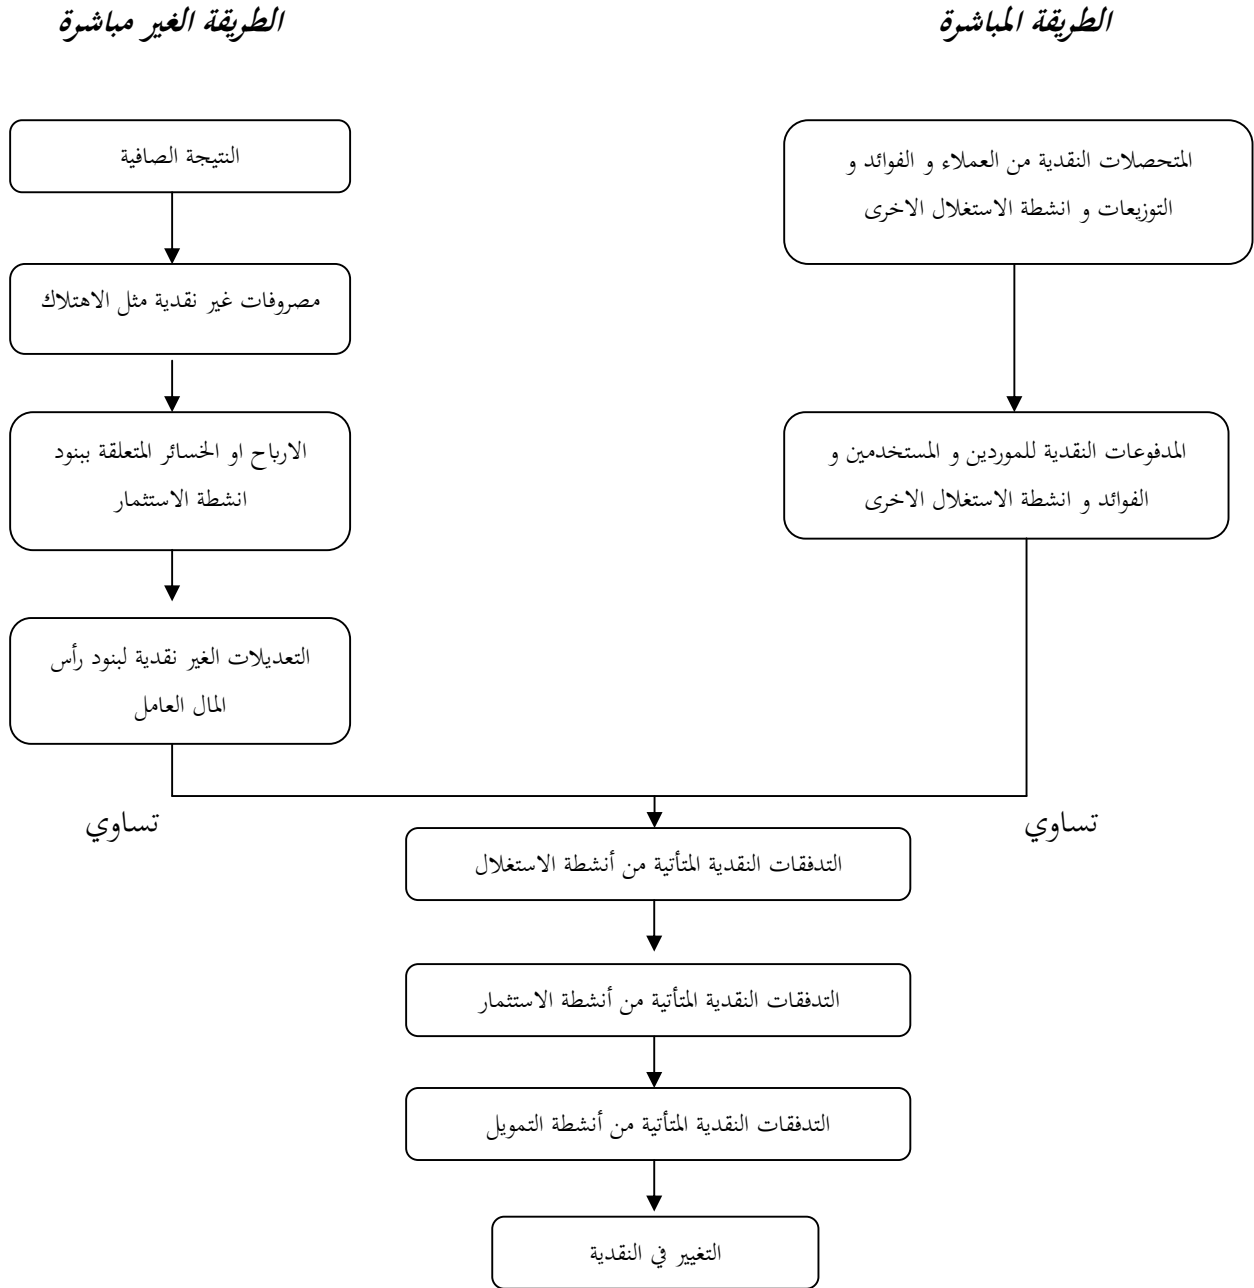 الطريقة المباشرة
الطريقة الغير مباشرة
المتحصلات النقدية من العملاء و الفوائد و
التوزيعات و انشطة الاستغلال الاخرى
النتيجة الصافية
مصروفات غير نقدية مثل الاهتلاك
المدفوعات النقدية للموردين و المستخدمين و
الفوائد و انشطة الاستغلال الاخرى
الارباح او الخسائر المتعلقة ببنود
انشطة الاستثمار
التعديلات الغير نقدية لبنود رأس
المال العامل
تساوي
تساوي
التدفقات النقدية المتأتية من أنشطة الاستغلال
التدفقات النقدية المتأتية من أنشطة الاستثمار
التدفقات النقدية المتأتية من أنشطة التمويل
التغيير في النقدية